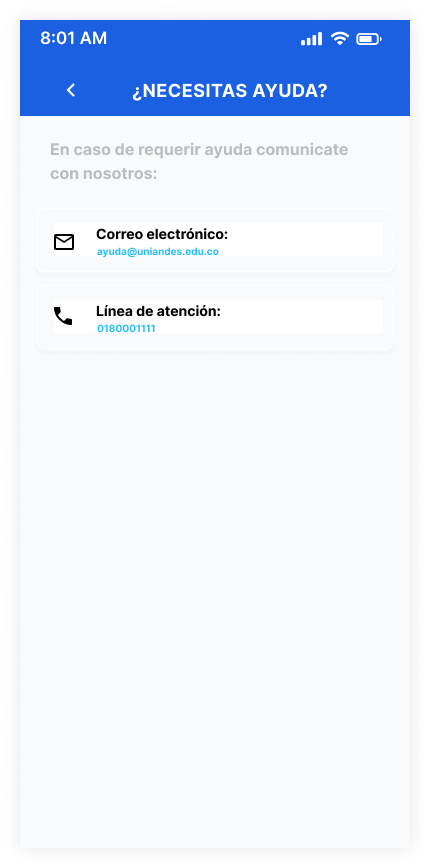 8:01 AM
¿NECESITAS AYUDA?
En caso de requerir ayuda comunicate
con nosotros:
Correo electrónico:
ayuda@uniandes.edu.co
Línea de atención:
0180001111